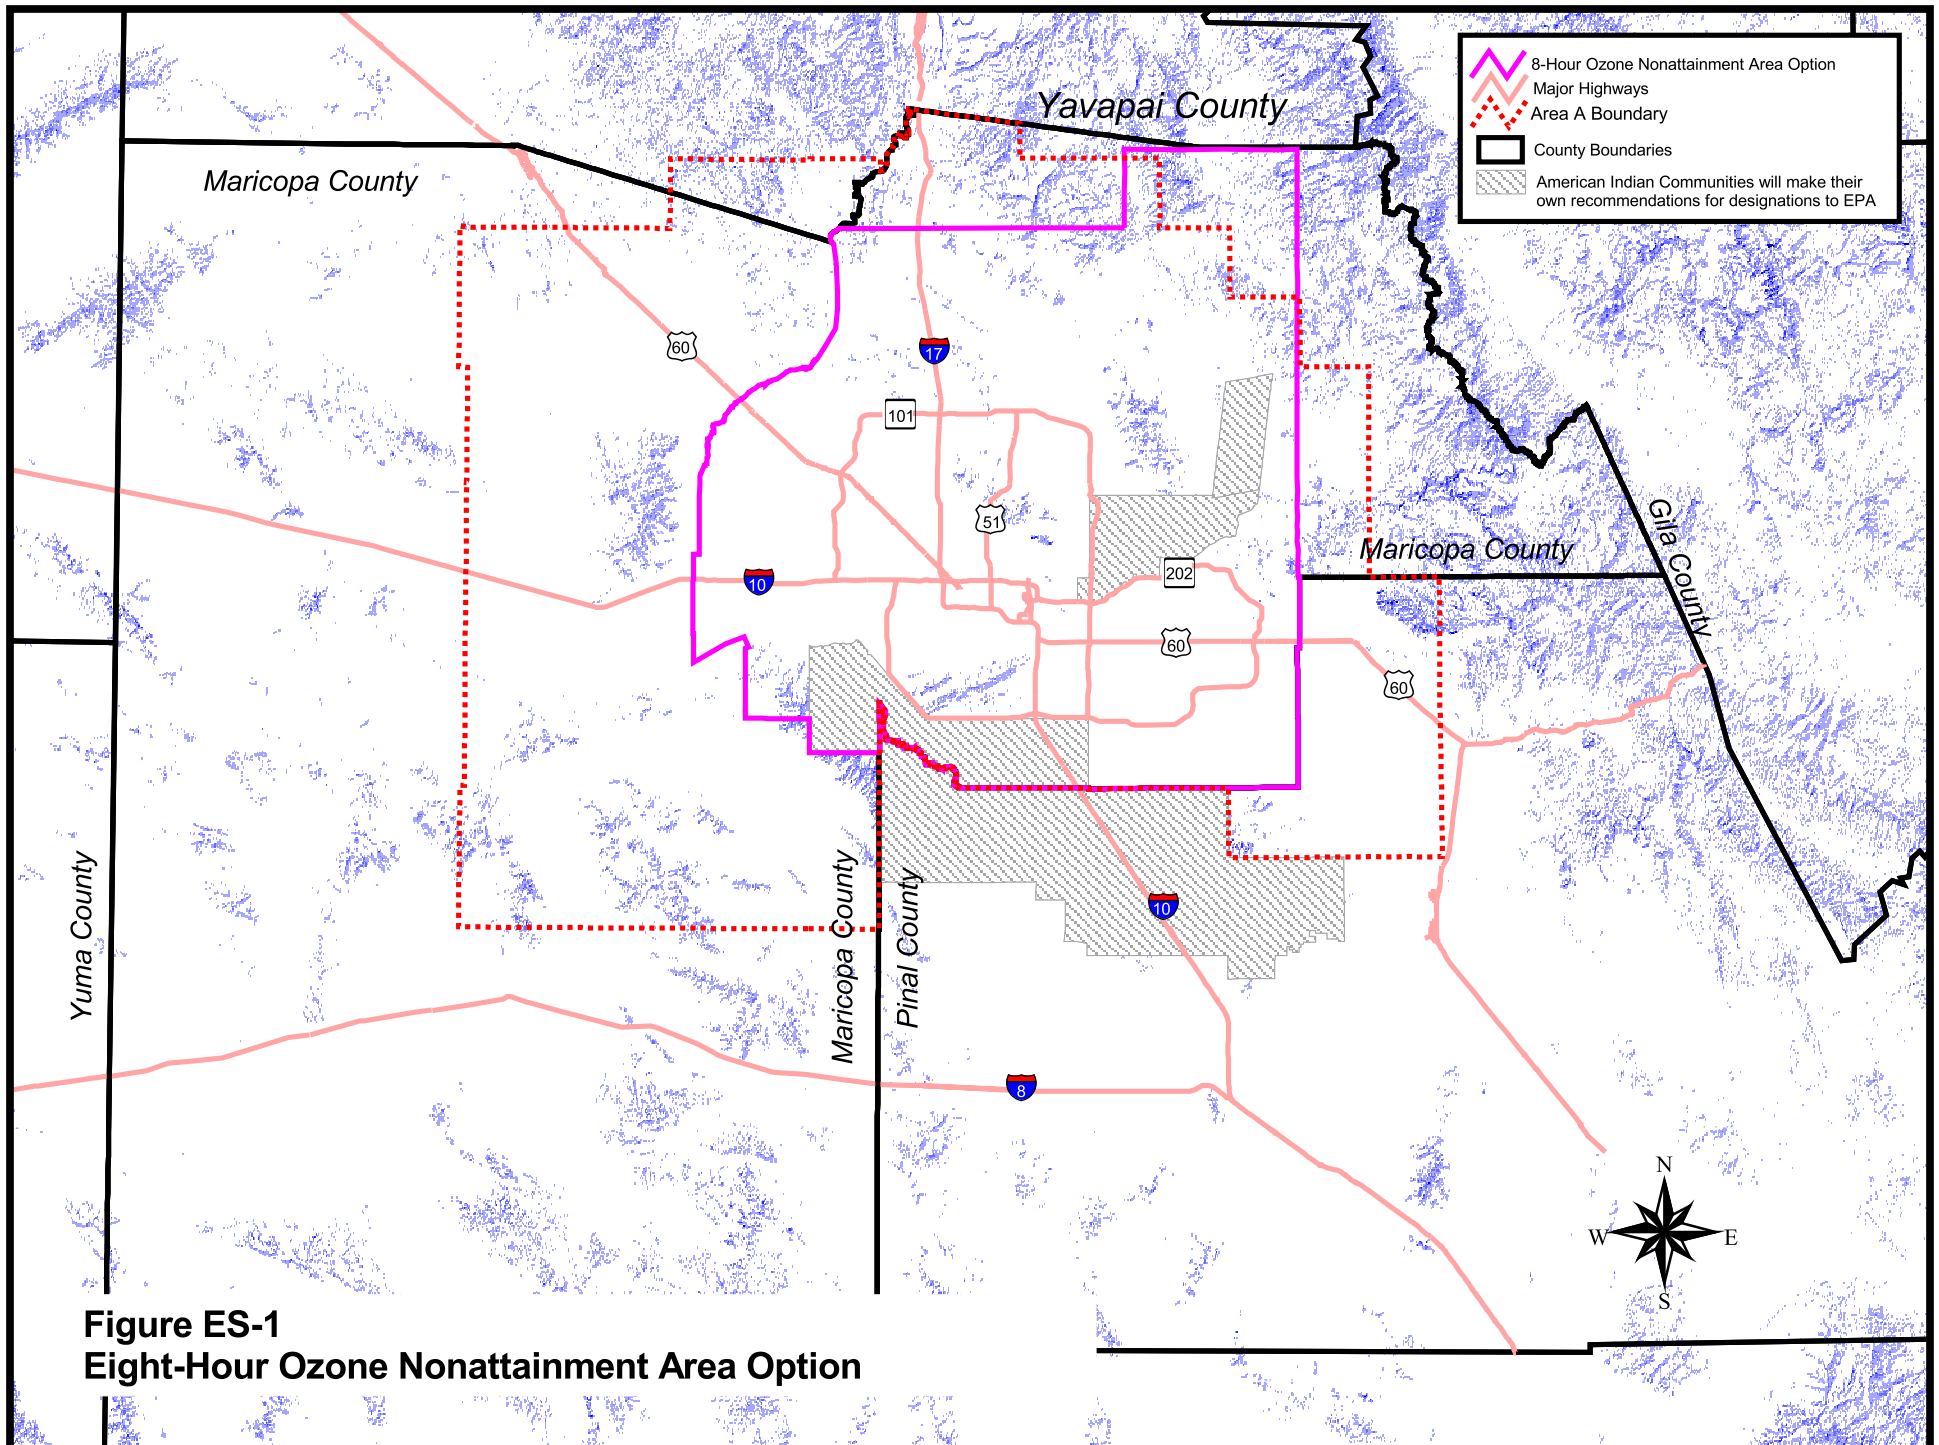 Yavapai County
8-Hour Ozone Nonattainment Area Option
Major Highways
Area A Boundary
County Boundaries
American Indian Communities will make their
own recommendations for designations to EPA
Maricopa County
60
17
101
51
Gila County
Maricopa County
10
202
60
60
Yuma County
Maricopa County
Pinal County
10
8
N
W
E
S
Figure ES-1
Eight-Hour Ozone Nonattainment Area Option